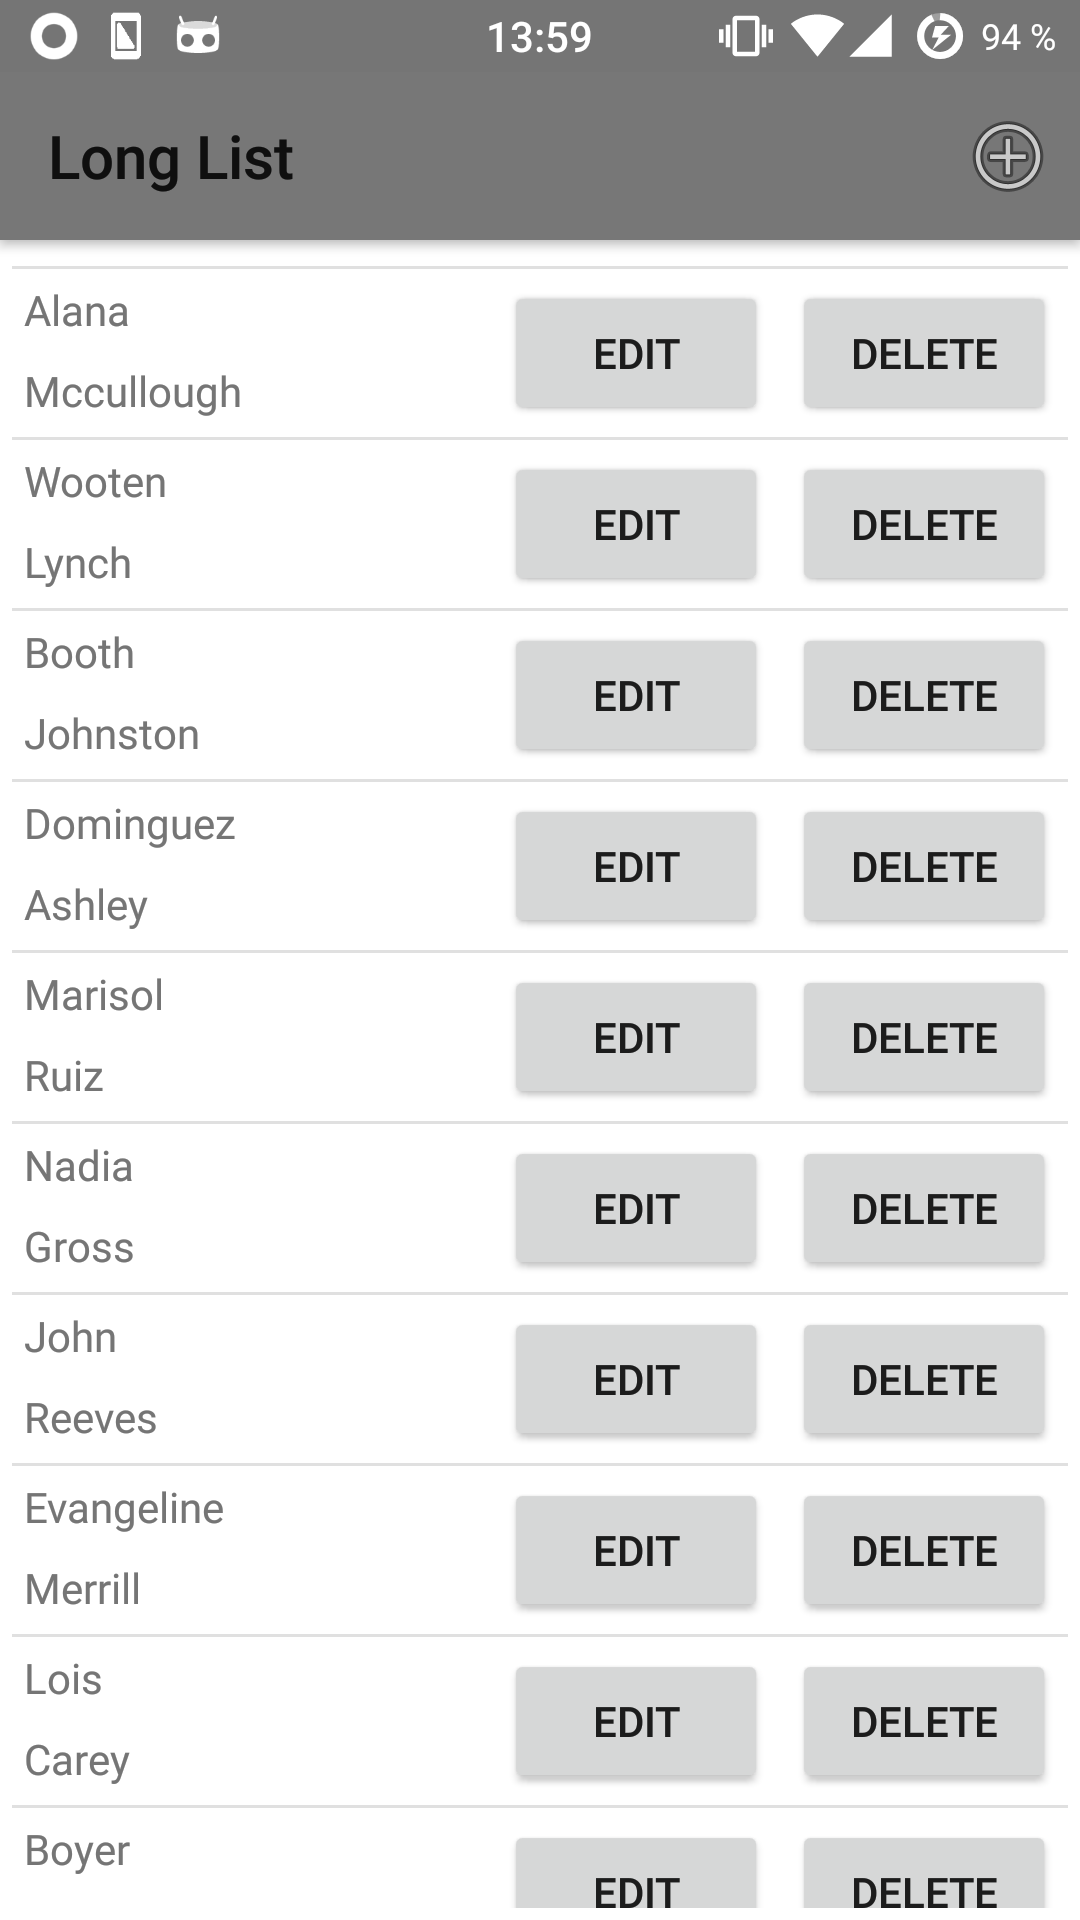 13:59 94 %
Long List
Alana
EDIT DELETE
Mccullough
Wooten
EDIT DELETE
Lynch
Booth
EDIT DELETE
Johnston
Dominguez
EDIT DELETE
Ashley
Marisol
EDIT DELETE
Ruiz
Nadia
EDIT DELETE
Gross
John
EDIT DELETE
Reeves
Evangeline
EDIT DELETE
Merrill
Lois
EDIT DELETE
Carey
Boyer
EDIT DELETE